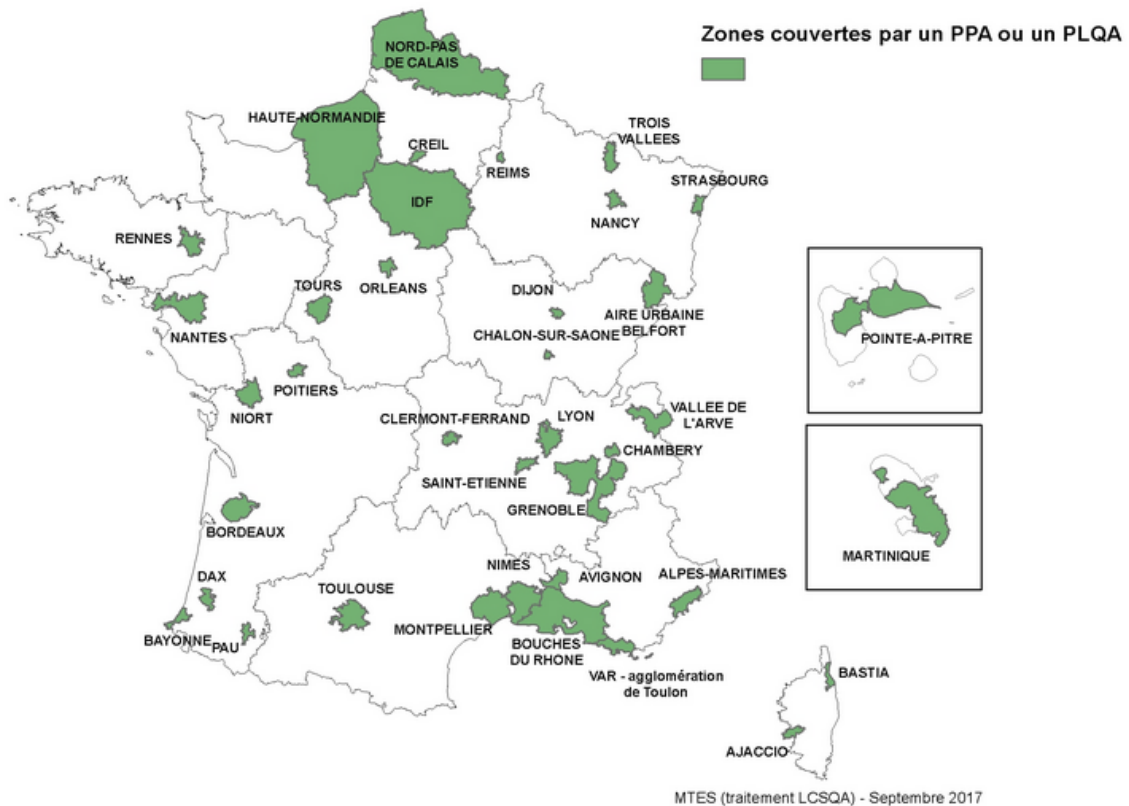 Zones couvertes par un PPA ou un PLQA
NORD-PAS
DE CALAIS
HAUTE-NORMANDIE
CREIL
REIMS
TROIS
VALLEES
STRASBOURG
IDF
NANCY
RENNES
ORLEANS
TOURS
DIJON
AIRE URBAINE
BELFORT
CHALON-SUR-SAONE
NANTES
POITIERS
NIORT
CLERMONT-FERRAND
LYON
VALLEE DE
L'ARVE
CHAMBERY
SAINT-ETIENNE
GRENOBLE
BORDEAUX
DAX
TOULOUSE
NIMES
AVIGNON
ALPES-MARITIMES
BAYONNE
PAU
MONTPELLIER
BOUCHES
DU RHONE
VAR - agglomération
de Toulon
POINTE-A-PITRE
MARTINIQUE
BASTIA
AJACCIO
MTES (traitement LCSQA) - Septembre 2017